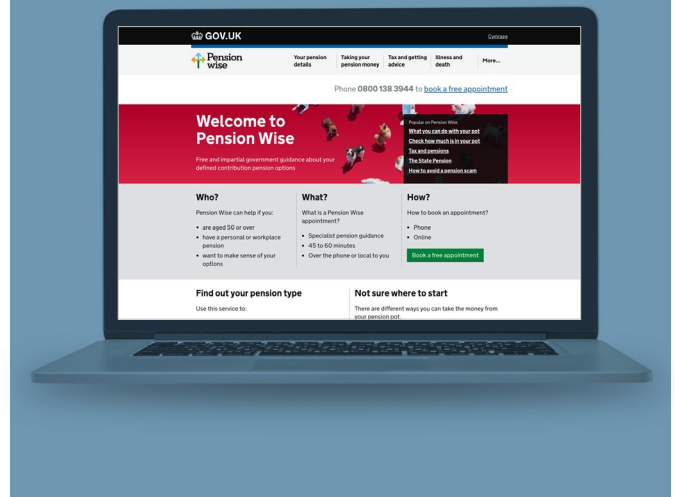 GOV.UK
Cymraeg
Pension
wise
Your pension
details
Taking your
pension money
Tax and getting
advice
Illness and
death
More...
Phone 0800 138 3944 to book a free appointment
Welcome to
Pension Wise
Free and impartial government guidance about your
defined contribution pension options
Popular on Pension Wise
What you can do with your pot
Check how much is in your pot
Tax and pensions
The State Pension
How to avoid a pension scam
Who?
Pension Wise can help if you:
• are aged 50 or over
• have a personal or workplace
pension
• want to make sense of your
options
What?
What is a Pension Wise
appointment?
• Specialist pension guidance
• 45 to 60 minutes
• Over the phone or local to you
How?
How to book an appointment?
• Phone
• Online
Book a free appointment
Find out your pension type
Use this service to:
Not sure where to start
There are different ways you can take the money from
your pension pot.